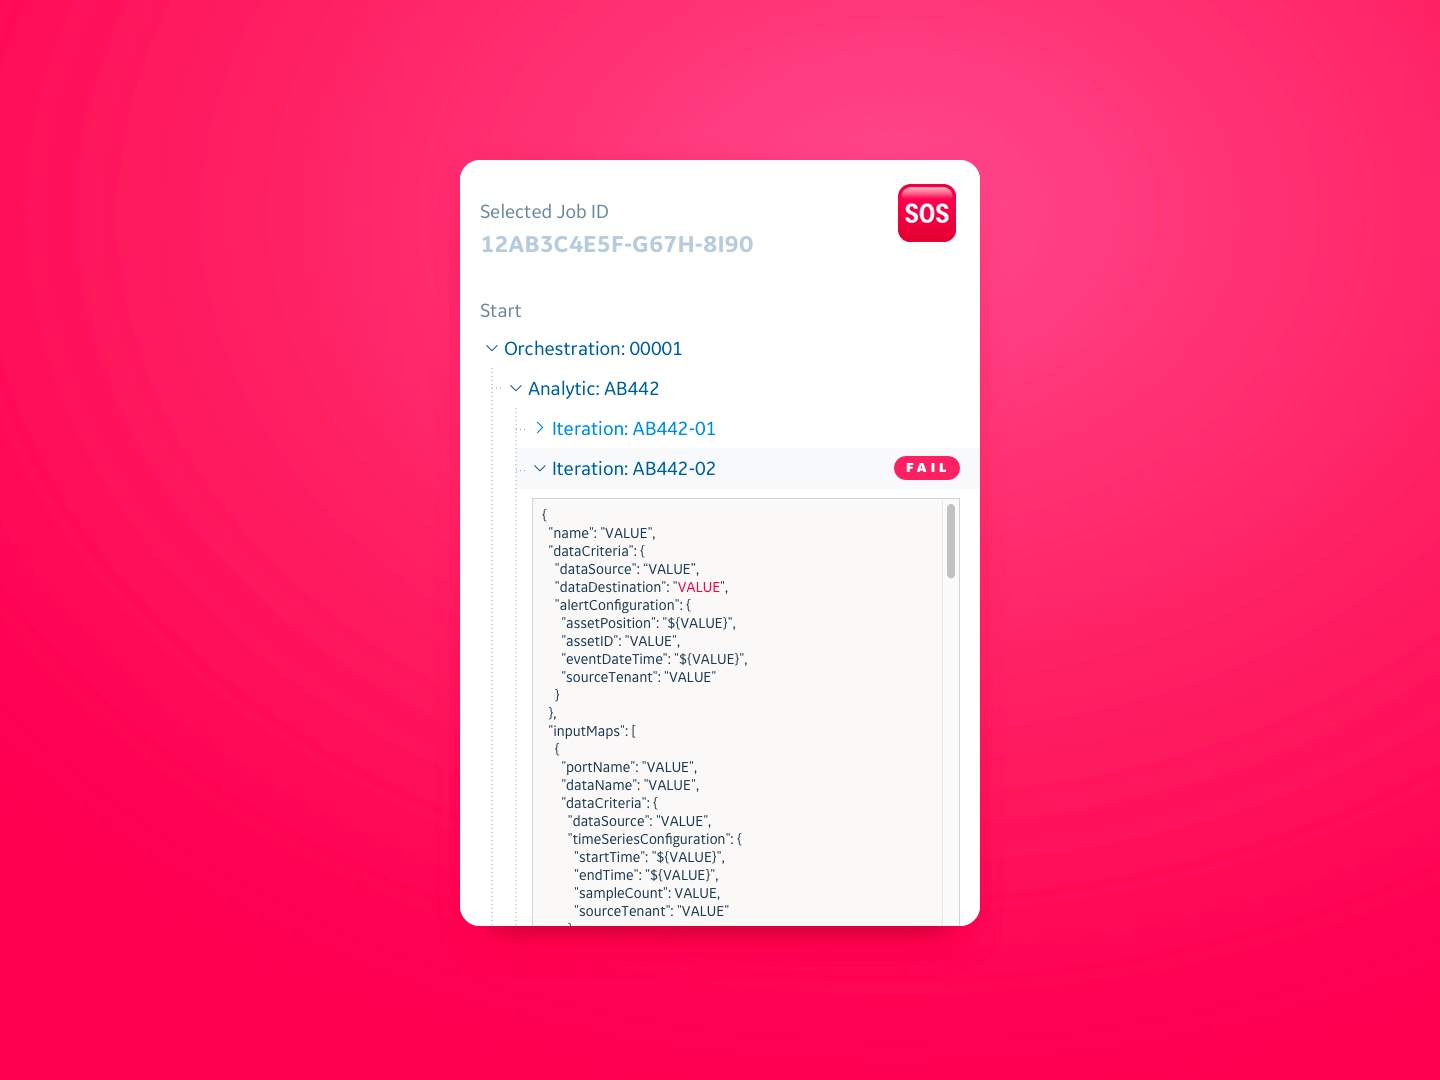 Selected Job ID
SOS
12AB3C4E5F-G67H-8I90
Start
Orchestration: 00001
Analytic: AB442
Iteration: AB442-01
Iteration: AB442-02
FAIL
{
"name": "VALUE",
"dataCriteria": {
"dataSource": “VALUE”,
"dataDestination": "VALUE",
"alertConfiguration": {
"assetPosition": "${VALUE}",
"assetID": "VALUE",
"eventDateTime": "${VALUE}",
"sourceTenant": "VALUE"
}
},
"inputMaps": [
{
"portName": "VALUE",
"dataName": "VALUE",
"dataCriteria": {
"dataSource": "VALUE",
"timeSeriesConfiguration": {
"startTime": "${VALUE}",
"endTime": "${VALUE}",
"sampleCount": VALUE,
"sourceTenant": "VALUE"
}